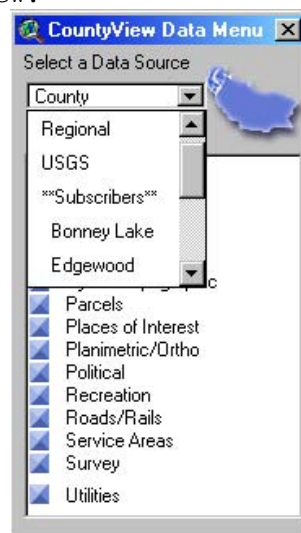 CountyView Data Menu
Select a Data Source
County
Regional
USGS
**Subscribers**
Bonney Lake
Edgewood
Parcels
Places of Interest
Planimetric/Ortho
Political
Recreation
Roads/Rails
Service Areas
Survey
Utilities